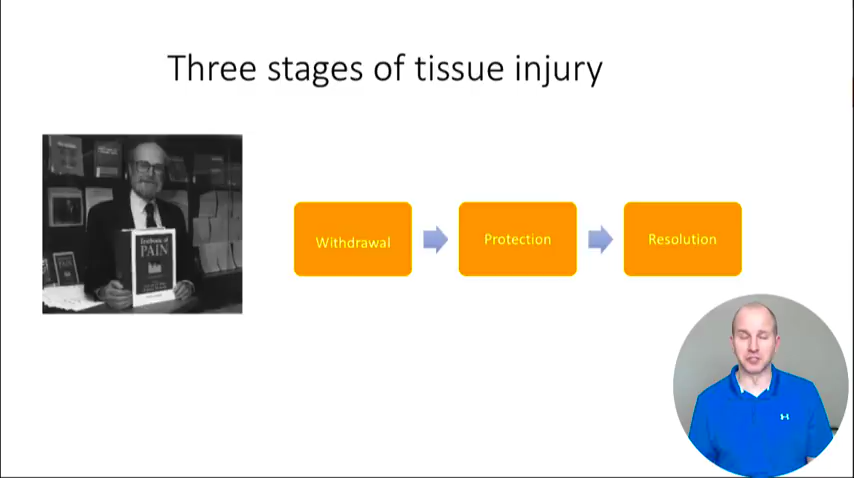 Three stages of tissue injury
Textbook of
PAIN
Withdrawal
Protection
Resolution